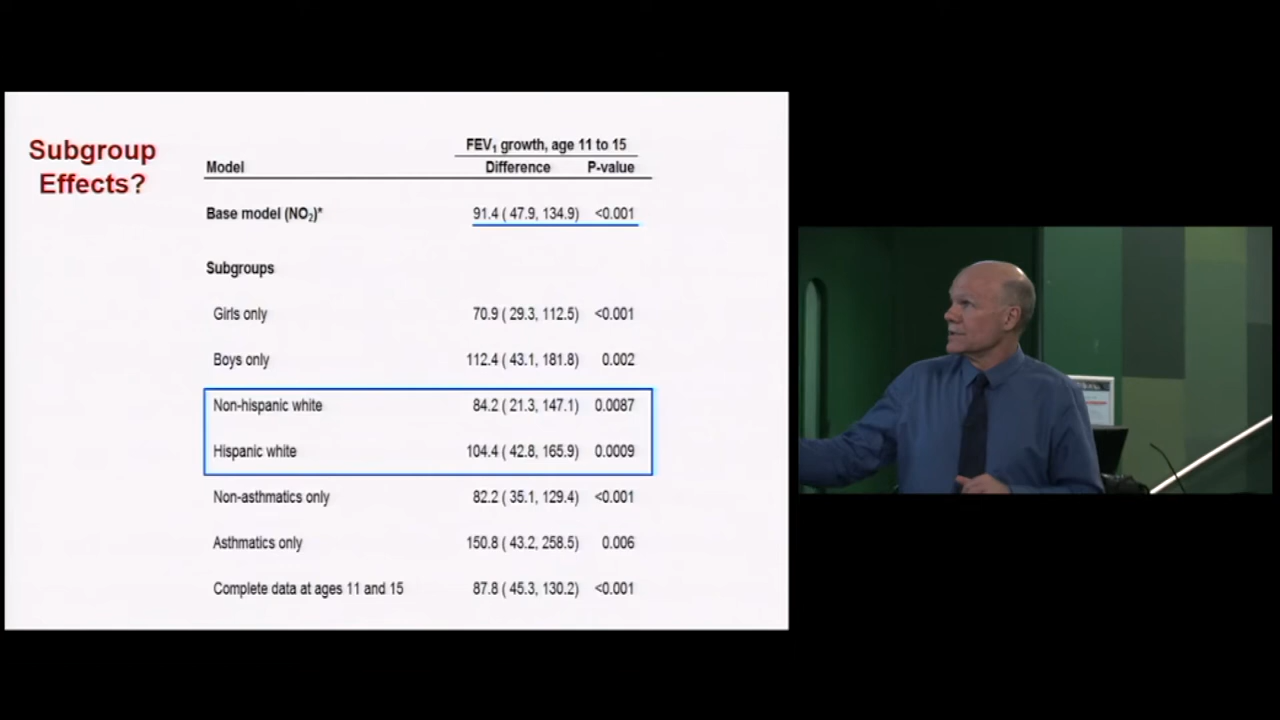 Subgroup
Effects?
FEV₁ growth, age 11 to 15
Model Difference P-value
Base model (NO₂)* 91.4 ( 47.9, 134.9) <0.001
Subgroups
Girls only 70.9 ( 29.3, 112.5) <0.001
Boys only 112.4 ( 43.1, 181.8) 0.002
Non-hispanic white 84.2 ( 21.3, 147.1) 0.0087
Hispanic white 104.4 ( 42.8, 165.9) 0.0009
Non-asthmatics only 82.2 ( 35.1, 129.4) <0.001
Asthmatics only 150.8 ( 43.2, 258.5) 0.006
Complete data at ages 11 and 15 87.8 ( 45.3, 130.2) <0.001